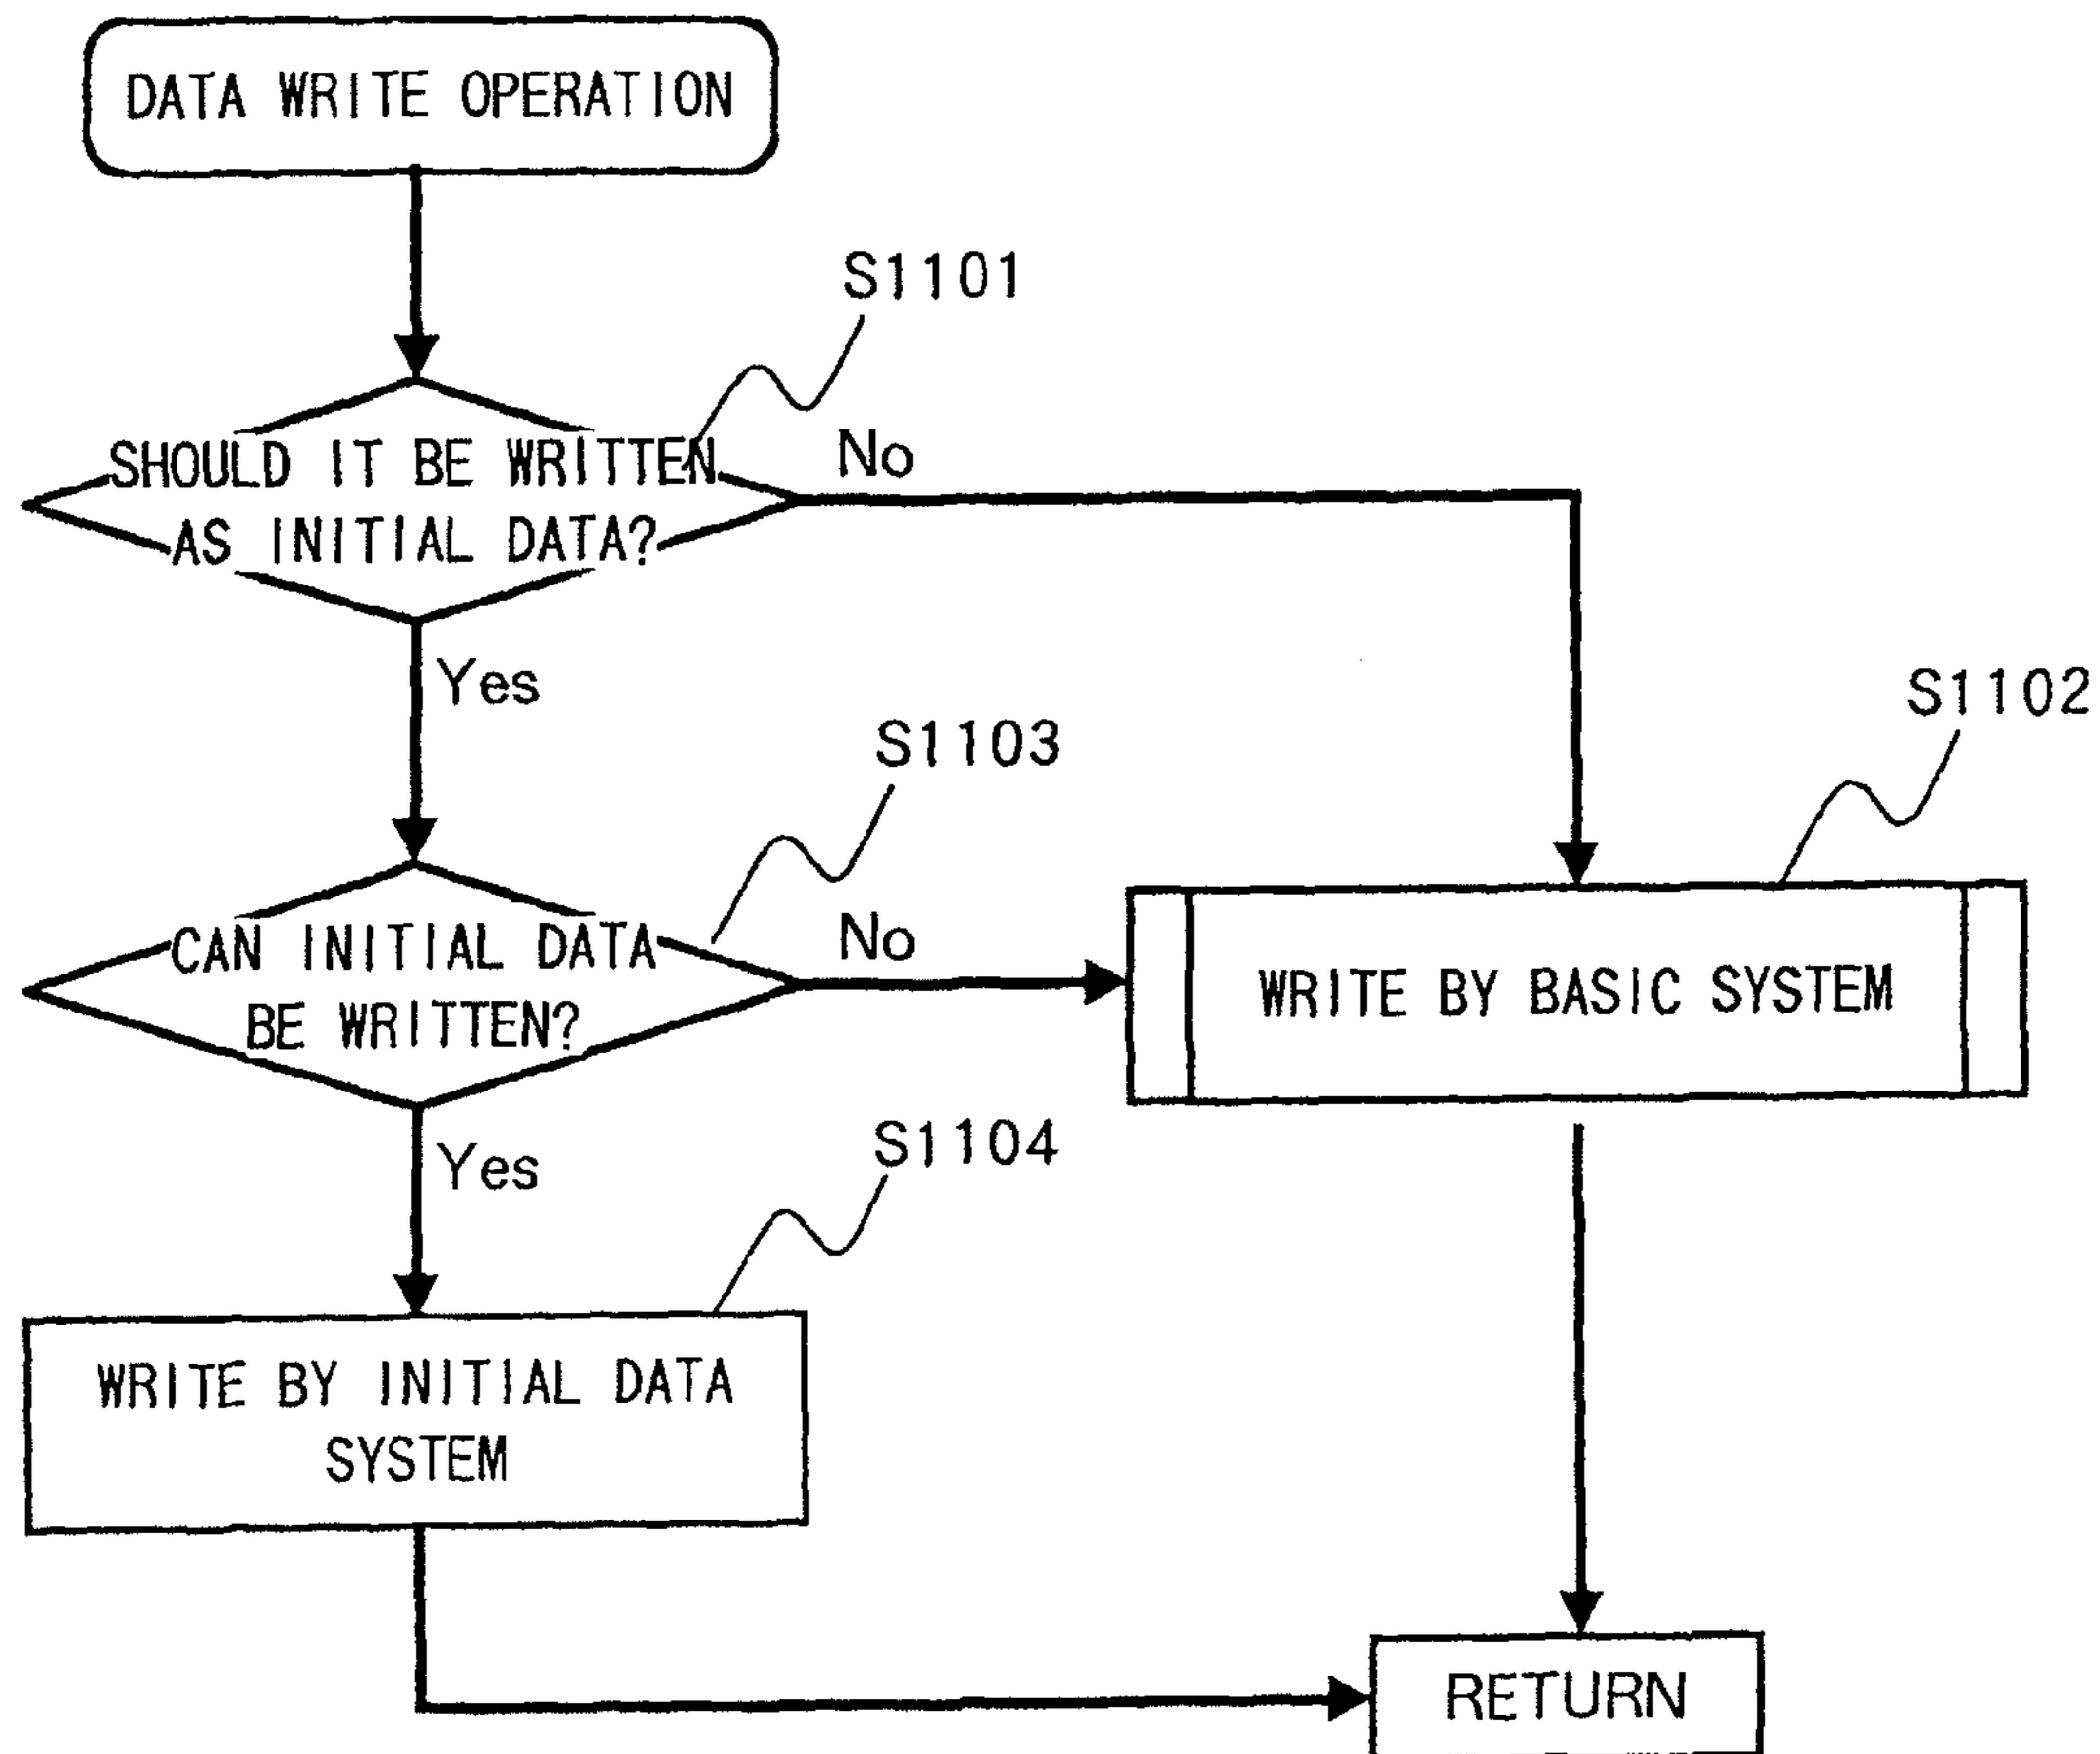 DATA WRITE OPERATION
S1101
SHOULD IT BE WRITTEN
AS INITIAL DATA?
No
Yes
S1102
S1103
CAN INITIAL DATA
BE WRITTEN?
No
WRITE BY BASIC SYSTEM
Yes
S1104
WRITE BY INITIAL DATA
SYSTEM
RETURN